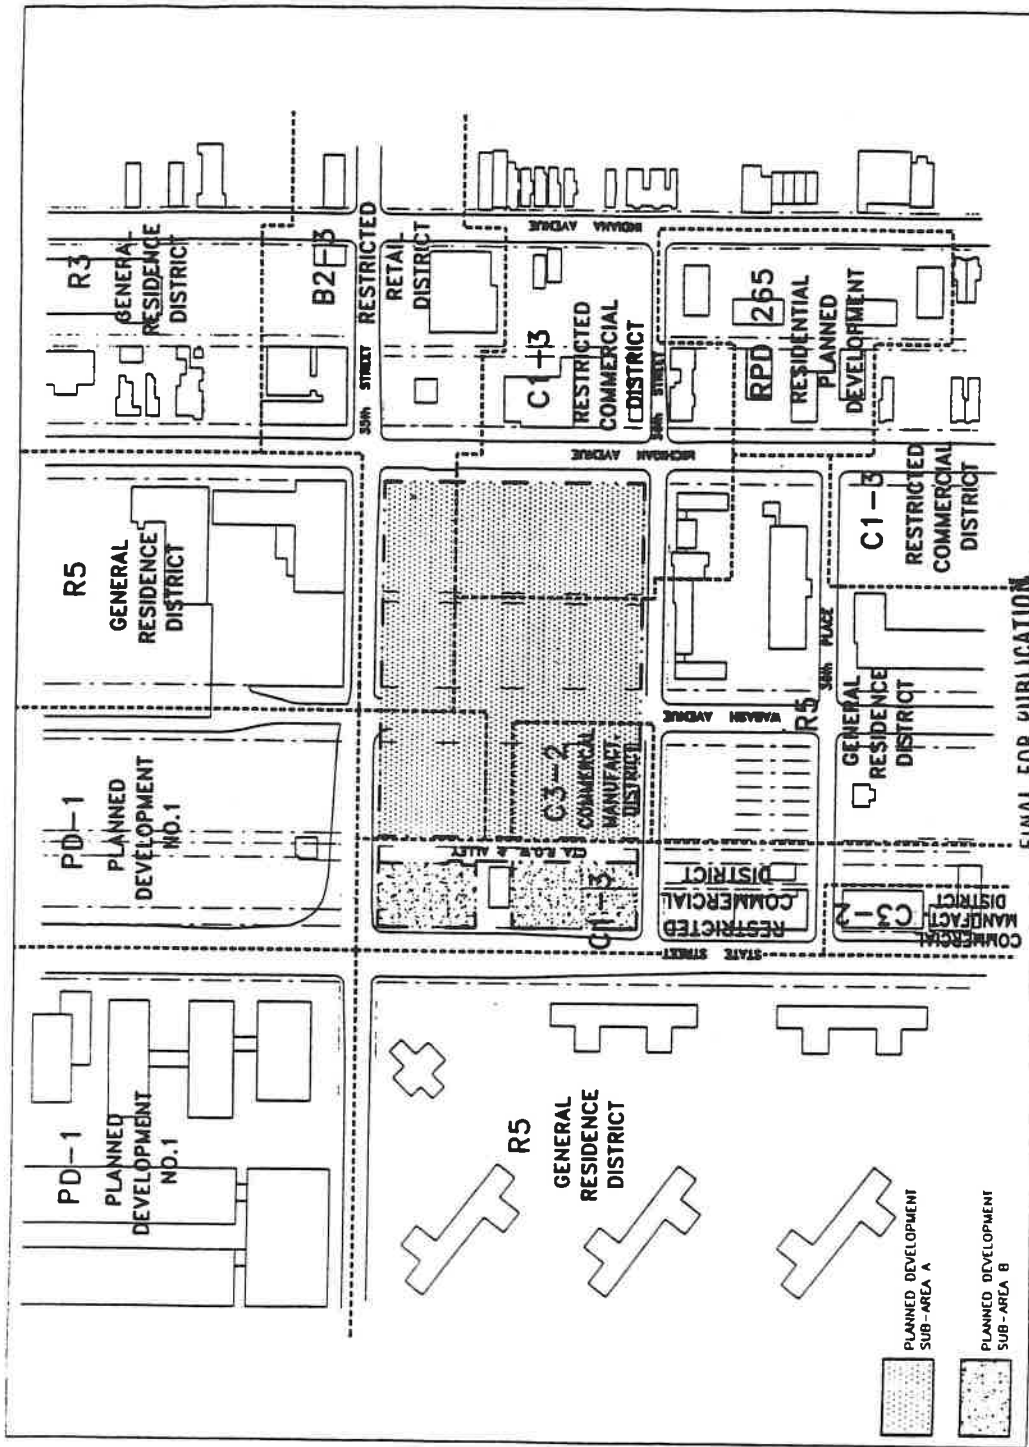 PD-1
PLANNED
DEVELOPMENT
NO.1
PD-1
PLANNED
DEVELOPMENT
NO.1
R5
GENERAL
RESIDENCE
DISTRICT
R3
GENERAL
RESIDENCE
DISTRICT
B2-3
RESTRICTED
RETAIL
DISTRICT
35th STREET
C1-3
RESTRICTED
COMMERCIAL
DISTRICT
INDIANA AVENUE
MICHIGAN AVENUE
36th STREET
RPD 265
RESIDENTIAL
PLANNED
DEVELOPMENT
C1-3
RESTRICTED
COMMERCIAL
DISTRICT
C3-2
COMMERCIAL
MANUFACT.
DISTRICT
WABASH AVENUE
36th PLACE
R5
GENERAL
RESIDENCE
DISTRICT
CTA R.O.W. & ALLEY
C1-3
RESTRICTED
COMMERCIAL
DISTRICT
STATE STREET
C3-2
COMMERCIAL
MANUFACT.
DISTRICT
R5
GENERAL
RESIDENCE
DISTRICT
PLANNED DEVELOPMENT
SUB-AREA A
PLANNED DEVELOPMENT
SUB-AREA B
FINAL FOR PUBLICATION